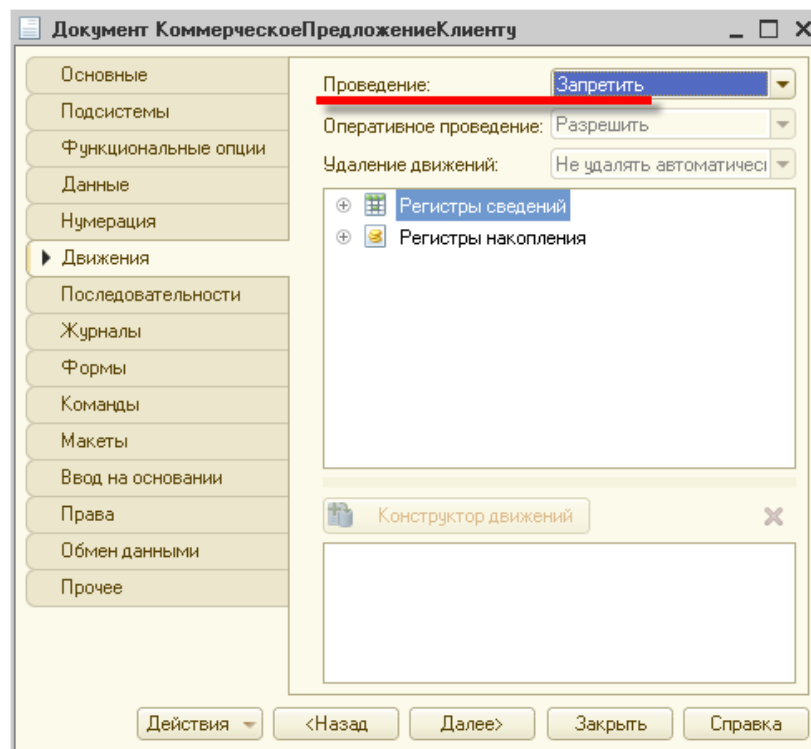 Документ КоммерческоеПредложениеКлиенту
Основные
Подсистемы
Функциональные опции
Данные
Нумерация
Движения
Последовательности
Журналы
Формы
Команды
Макеты
Ввод на основании
Права
Обмен данными
Прочее
Проведение: Запретить
Оперативное проведение: Разрешить
Удаление движений: Не удалять автоматичесі
Регистры сведений
Регистры накопления
Конструктор движений
Действия <Назад Далее> Закрыть Справка